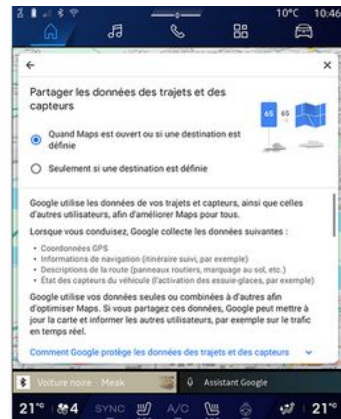 10°C 10:46
Partager les données des trajets et des
capteurs
65 65
Quand Maps est ouvert ou si une destination est
définie
Seulement si une destination est définie
Google utilise les données de vos trajets et capteurs, ainsi que celles
d'autres utilisateurs, afin d'améliorer Maps pour tous.
Lorsque vous conduisez, Google collecte les données suivantes :
• Coordonnées GPS
• Informations de navigation (itinéraire suivi, par exemple)
• Descriptions de la route (panneaux routiers, marquage au sol, etc.)
• État des capteurs du véhicule (l'activation des essuie-glaces, par exemple)
Google utilise vos données seules ou combinées à d'autres afin
d'optimiser Maps. Si vous partagez ces données, Google peut mettre à
jour la carte et informer les autres utilisateurs, par exemple sur le trafic
en temps réel.
Comment Google protège les données des trajets et des capteurs
Voiture noire Meak Assistant Google
21°C 4 SYNC A/C 21°C